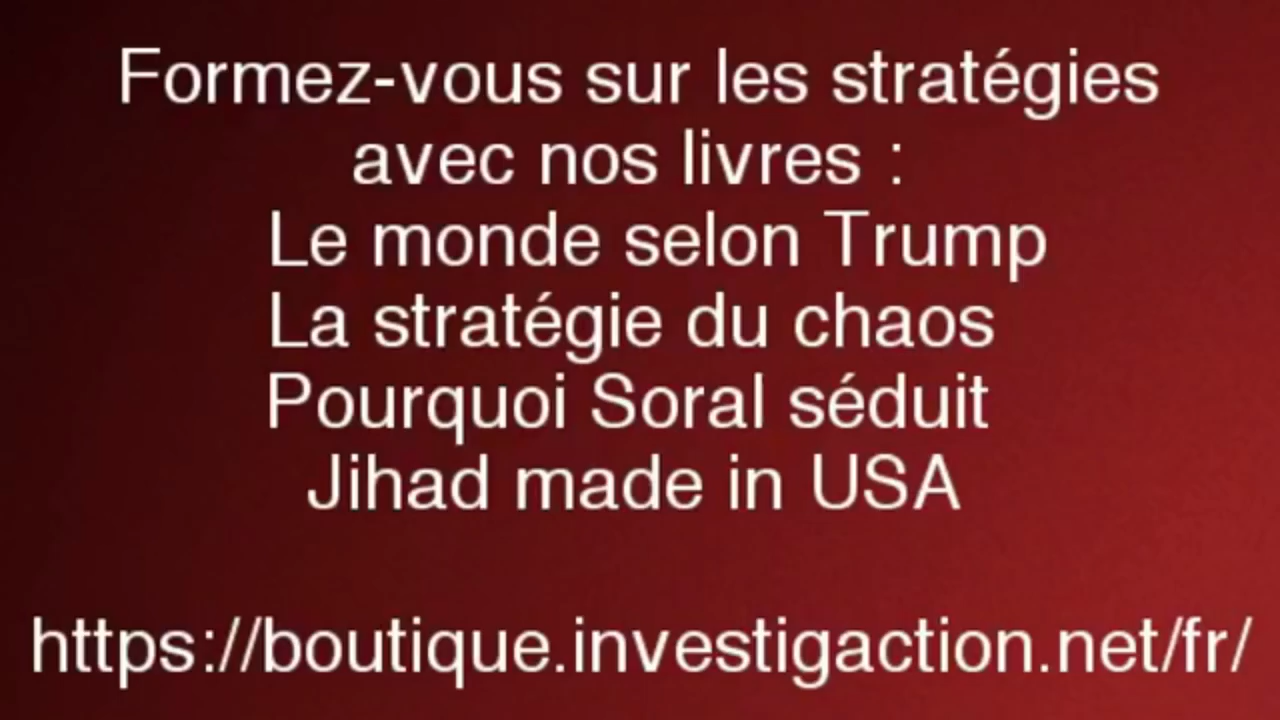 Formez-vous sur les stratégies
avec nos livres :
Le monde selon Trump
La stratégie du chaos
Pourquoi Soral séduit
Jihad made in USA
https://boutique.investigaction.net/fr/